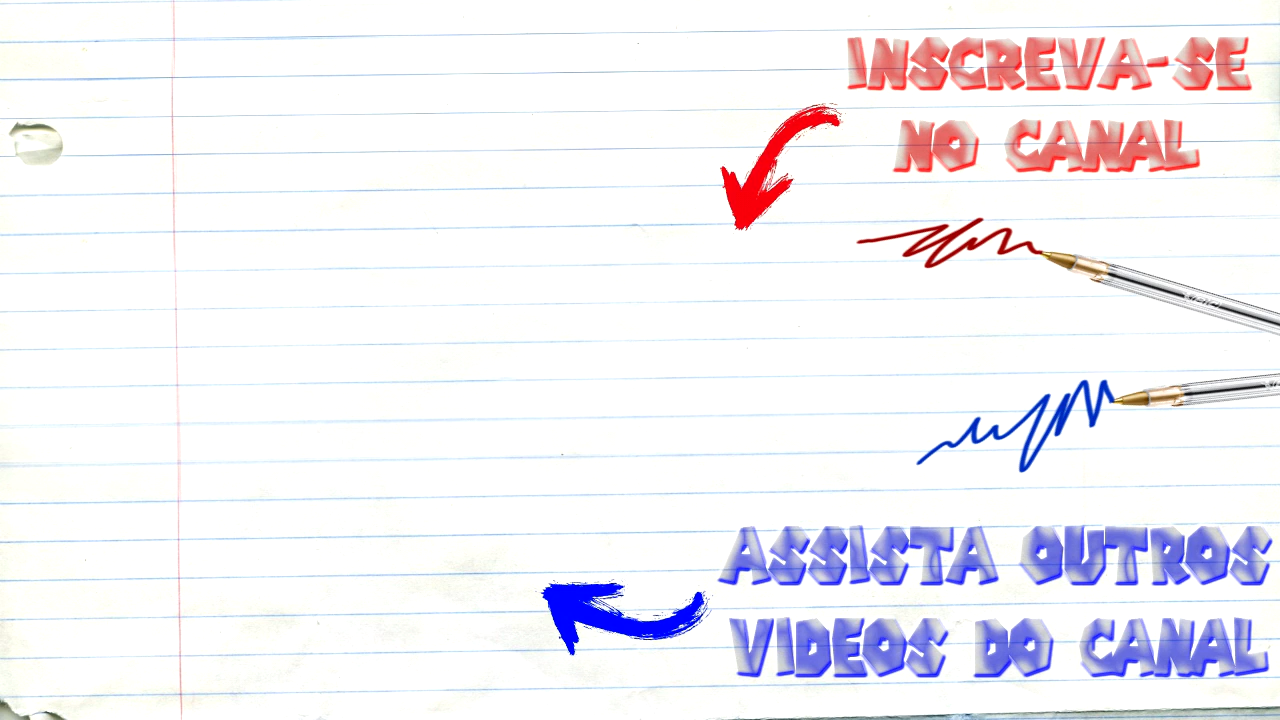 INSCREVA-SE
NO CANAL
ASSISTA OUTROS
VIDEOS DO CANAL